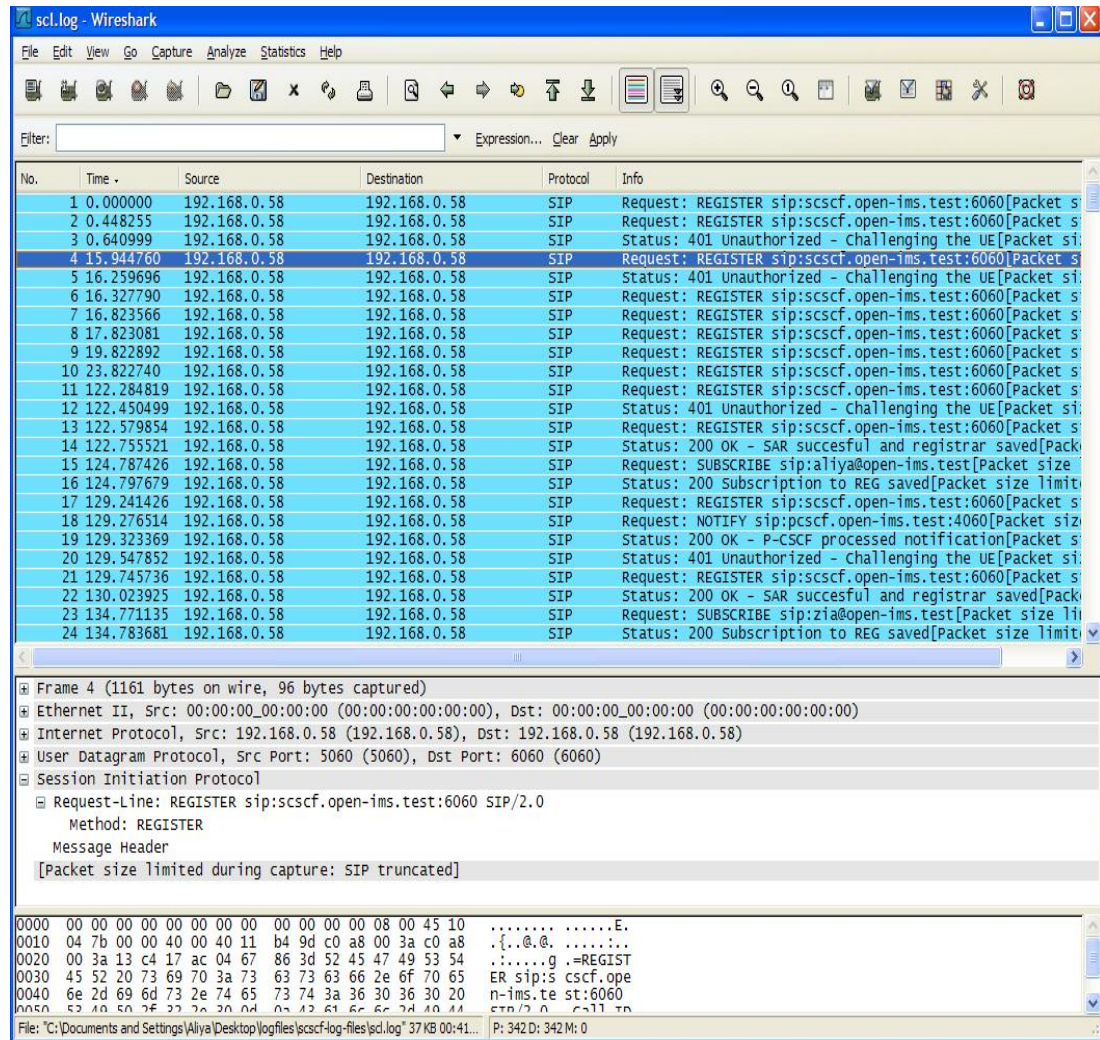 scl.log - Wireshark
File Edit View Go Capture Analyze Statistics Help
Filter: Expression... Clear Apply
No. Time Source Destination Protocol Info
1 0.000000 192.168.0.58 192.168.0.58 SIP Request: REGISTER sip:scscf.open-ims.test:6060[Packet s
2 0.448255 192.168.0.58 192.168.0.58 SIP Request: REGISTER sip:scscf.open-ims.test:6060[Packet s
3 0.640999 192.168.0.58 192.168.0.58 SIP Status: 401 Unauthorized - Challenging the UE[Packet si
4 15.944760 192.168.0.58 192.168.0.58 SIP Request: REGISTER sip:scscf.open-ims.test:6060[Packet s
5 16.259696 192.168.0.58 192.168.0.58 SIP Status: 401 Unauthorized - Challenging the UE[Packet si
6 16.327790 192.168.0.58 192.168.0.58 SIP Request: REGISTER sip:scscf.open-ims.test:6060[Packet s
7 16.823566 192.168.0.58 192.168.0.58 SIP Request: REGISTER sip:scscf.open-ims.test:6060[Packet s
8 17.823081 192.168.0.58 192.168.0.58 SIP Request: REGISTER sip:scscf.open-ims.test:6060[Packet s
9 19.822892 192.168.0.58 192.168.0.58 SIP Request: REGISTER sip:scscf.open-ims.test:6060[Packet s
10 23.822740 192.168.0.58 192.168.0.58 SIP Request: REGISTER sip:scscf.open-ims.test:6060[Packet s
11 122.284819 192.168.0.58 192.168.0.58 SIP Request: REGISTER sip:scscf.open-ims.test:6060[Packet s
12 122.450499 192.168.0.58 192.168.0.58 SIP Status: 401 Unauthorized - Challenging the UE[Packet si
13 122.579854 192.168.0.58 192.168.0.58 SIP Request: REGISTER sip:scscf.open-ims.test:6060[Packet s
14 122.755521 192.168.0.58 192.168.0.58 SIP Status: 200 OK - SAR succesful and registrar saved[Pack
15 124.787426 192.168.0.58 192.168.0.58 SIP Request: SUBSCRIBE sip:aliya@open-ims.test[Packet size
16 124.797679 192.168.0.58 192.168.0.58 SIP Status: 200 Subscription to REG saved[Packet size limit
17 129.241426 192.168.0.58 192.168.0.58 SIP Request: REGISTER sip:scscf.open-ims.test:6060[Packet s
18 129.276514 192.168.0.58 192.168.0.58 SIP Request: NOTIFY sip:pcscf.open-ims.test:4060[Packet siz
19 129.323369 192.168.0.58 192.168.0.58 SIP Status: 200 OK - P-CSCF processed notification[Packet s
20 129.547852 192.168.0.58 192.168.0.58 SIP Status: 401 Unauthorized - Challenging the UE[Packet si
21 129.745736 192.168.0.58 192.168.0.58 SIP Request: REGISTER sip:scscf.open-ims.test:6060[Packet s
22 130.023925 192.168.0.58 192.168.0.58 SIP Status: 200 OK - SAR succesful and registrar saved[Pack
23 134.771135 192.168.0.58 192.168.0.58 SIP Request: SUBSCRIBE sip:zia@open-ims.test[Packet size li
24 134.783681 192.168.0.58 192.168.0.58 SIP Status: 200 Subscription to REG saved[Packet size limit
Frame 4 (1161 bytes on wire, 96 bytes captured)
Ethernet II, Src: 00:00:00_00:00:00 (00:00:00:00:00:00), Dst: 00:00:00_00:00:00 (00:00:00:00:00:00)
Internet Protocol, Src: 192.168.0.58 (192.168.0.58), Dst: 192.168.0.58 (192.168.0.58)
User Datagram Protocol, Src Port: 5060 (5060), Dst Port: 6060 (6060)
Session Initiation Protocol
Request-Line: REGISTER sip:scscf.open-ims.test:6060 SIP/2.0
Method: REGISTER
Message Header
[Packet size limited during capture: SIP truncated]
0000 00 00 00 00 00 00 00 00 00 00 00 00 08 00 45 10 ........ ......E.
0010 04 7b 00 00 40 00 40 11 b4 9d c0 a8 00 3a c0 a8 .{..@.@. .....:..
0020 00 3a 13 c4 17 ac 04 67 86 3d 52 45 47 49 53 54 .:.....g .=REGIST
0030 45 52 20 73 69 70 3a 73 63 73 63 66 2e 6f 70 65 ER sip:s cscf.ope
0040 6e 2d 69 6d 73 2e 74 65 73 74 3a 36 30 36 30 20 n-ims.te st:6060
0050 53 49 50 2f 32 2e 30 0d 0a 43 61 6c 6c 2d 49 44 SIP/2.0. .Call-ID
File: "C:\Documents and Settings\Aliya\Desktop\logfiles\scscf-log-files\scl.log" 37 KB 00:41... P: 342 D: 342 M: 0